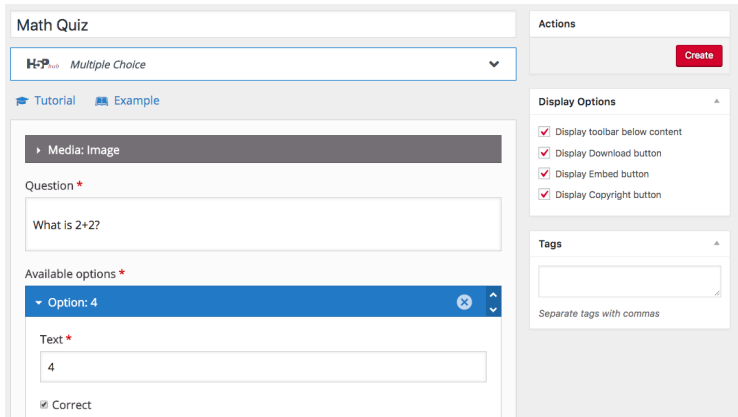 Math Quiz
H5P hub Multiple Choice
Tutorial Example
Media: Image
Question *
What is 2+2?
Available options *
Option: 4
Text *
4
Correct
Actions
Create
Display Options
Display toolbar below content
Display Download button
Display Embed button
Display Copyright button
Tags
Separate tags with commas